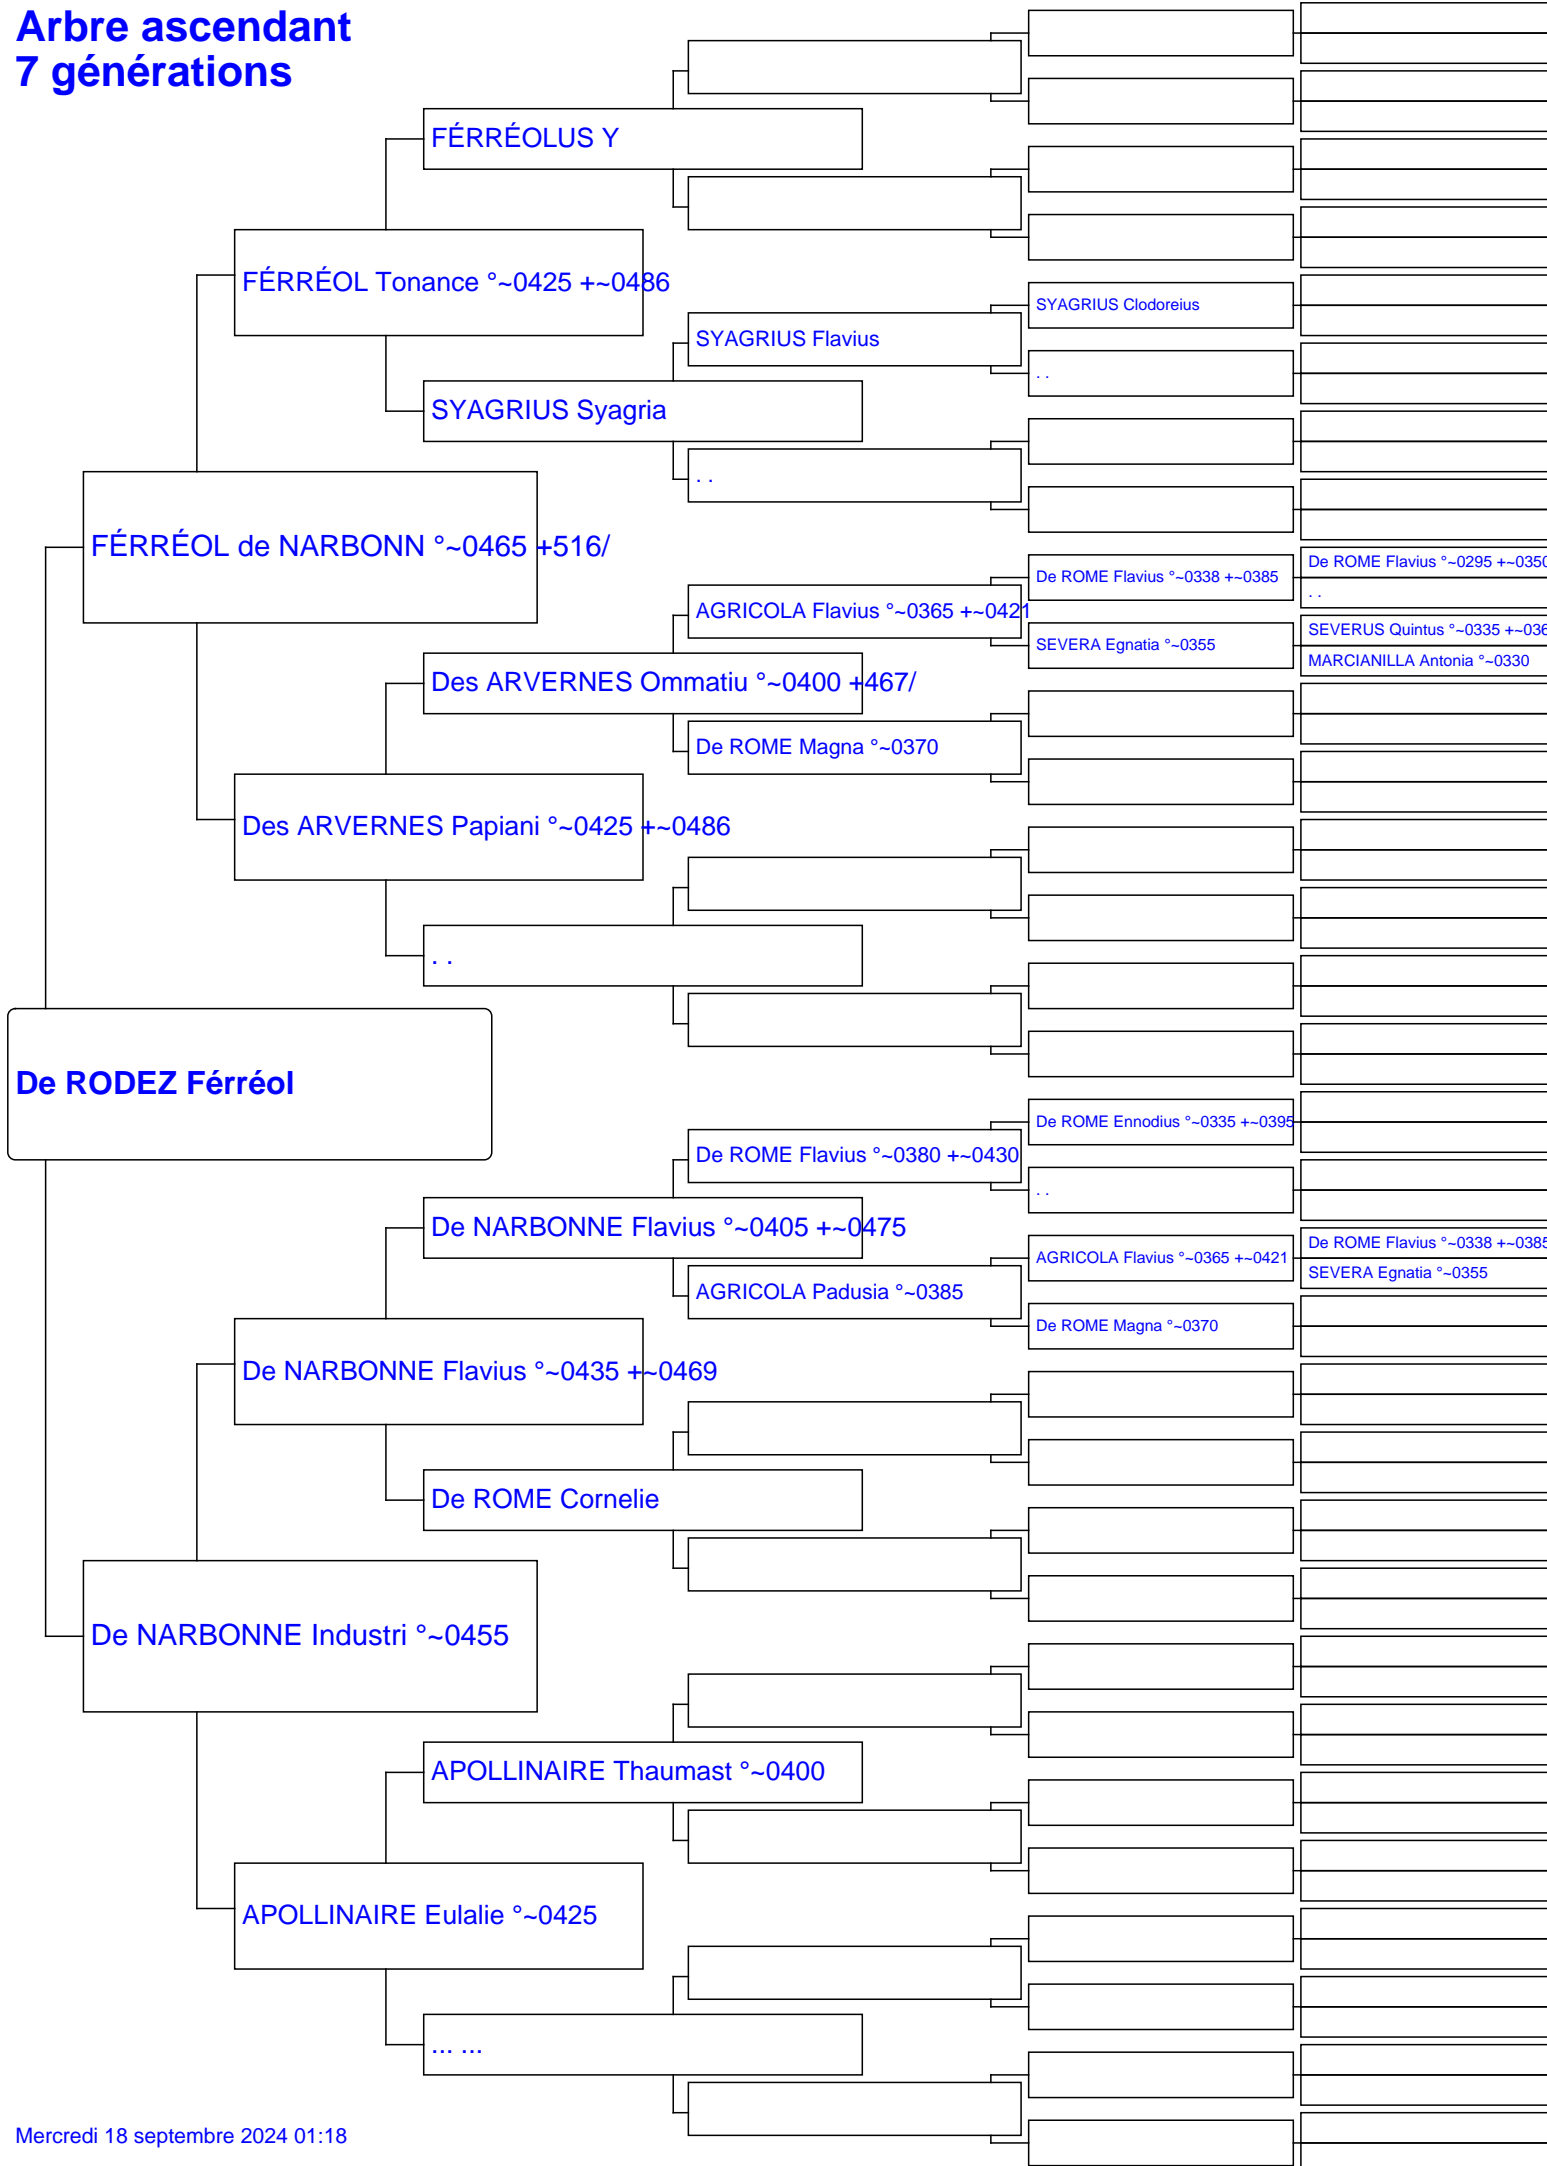 Arbre ascendant
7 générations
FÉRRÉOLUS Y
FÉRRÉOL Tonance °~0425 +~0486
SYAGRIUS Clodoreius
SYAGRIUS Flavius
. .
SYAGRIUS Syagria
. .
FÉRRÉOL de NARBONN °~0465 +516/
De ROME Flavius °~0295 +~0350
De ROME Flavius °~0338 +~0385
. .
AGRICOLA Flavius °~0365 +~0421
SEVERUS Quintus °~0335 +~036
SEVERA Egnatia °~0355
MARCIANILLA Antonia °~0330
Des ARVERNES Ommatiu °~0400 +467/
De ROME Magna °~0370
Des ARVERNES Papiani °~0425 +~0486
. .
De RODEZ Férréol
De ROME Ennodius °~0335 +~0395
De ROME Flavius °~0380 +~0430
. .
De NARBONNE Flavius °~0405 +~0475
De ROME Flavius °~0338 +~0385
AGRICOLA Flavius °~0365 +~0421
SEVERA Egnatia °~0355
AGRICOLA Padusia °~0385
De ROME Magna °~0370
De NARBONNE Flavius °~0435 +~0469
De ROME Cornelie
De NARBONNE Industri °~0455
APOLLINAIRE Thaumast °~0400
APOLLINAIRE Eulalie °~0425
... ...
Mercredi 18 septembre 2024 01:18